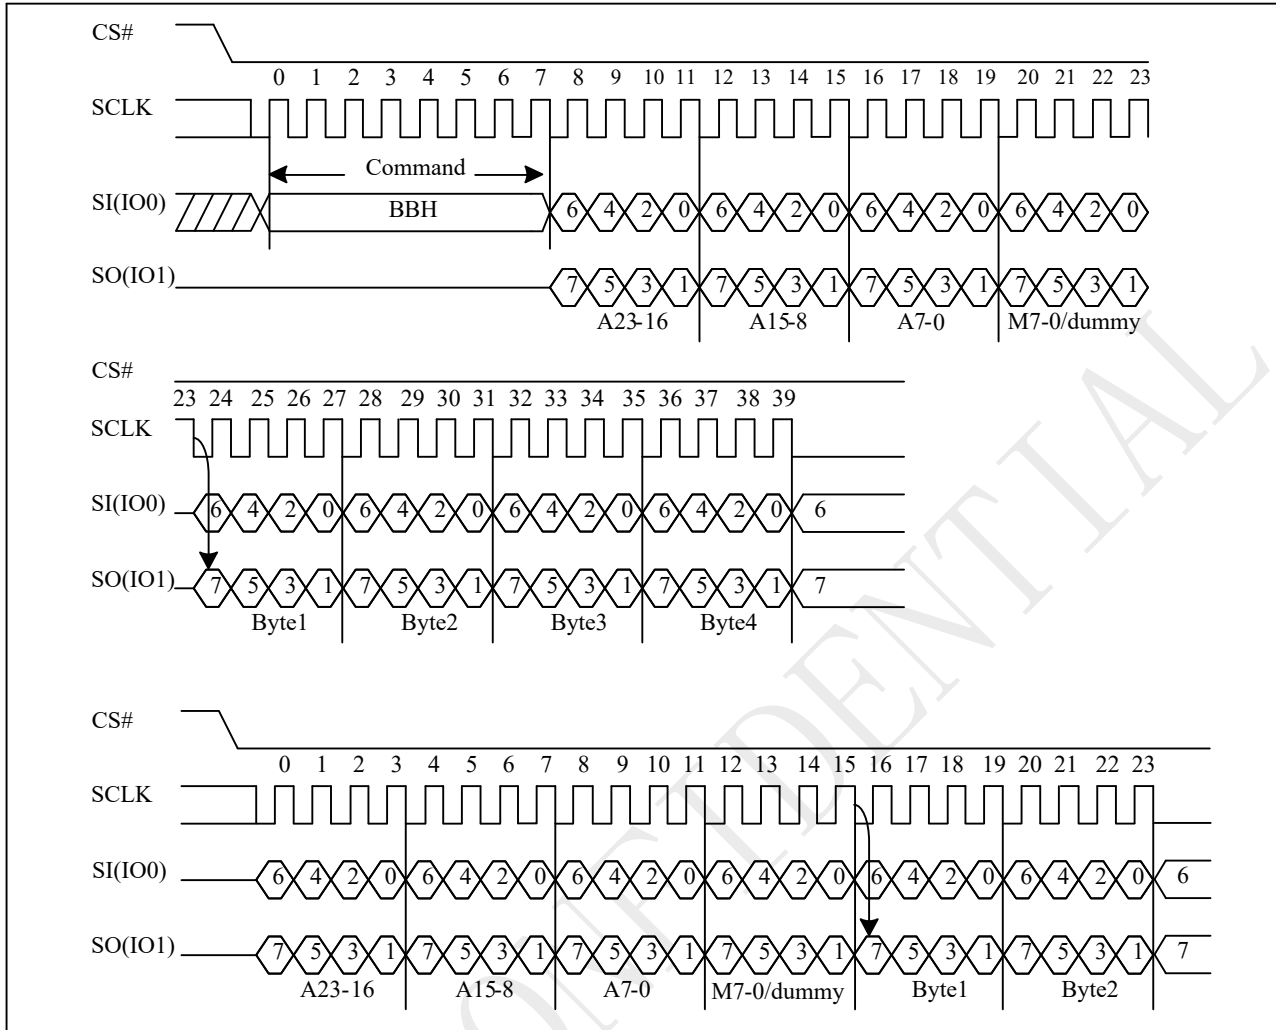 CS#
0 1 2 3 4 5 6 7 8 9 10 11 12 13 14 15 16 17 18 19 20 21 22 23
SCLK
Command
SI(IO0) BBH 6 4 2 0 6 4 2 0 6 4 2 0 6 4 2 0
SO(IO1) 7 5 3 1 7 5 3 1 7 5 3 1 7 5 3 1
A23-16 A15-8 A7-0 M7-0/dummy
CS#
23 24 25 26 27 28 29 30 31 32 33 34 35 36 37 38 39
SCLK
SI(IO0) 6 4 2 0 6 4 2 0 6 4 2 0 6 4 2 0 6
SO(IO1) 7 5 3 1 7 5 3 1 7 5 3 1 7 5 3 1 7
Byte1 Byte2 Byte3 Byte4
CS#
0 1 2 3 4 5 6 7 8 9 10 11 12 13 14 15 16 17 18 19 20 21 22 23
SCLK
SI(IO0) 6 4 2 0 6 4 2 0 6 4 2 0 6 4 2 0 6 4 2 0 6 4 2 0 6
SO(IO1) 7 5 3 1 7 5 3 1 7 5 3 1 7 5 3 1 7 5 3 1 7 5 3 1 7
A23-16 A15-8 A7-0 M7-0/dummy Byte1 Byte2
ONFIDENTIAL